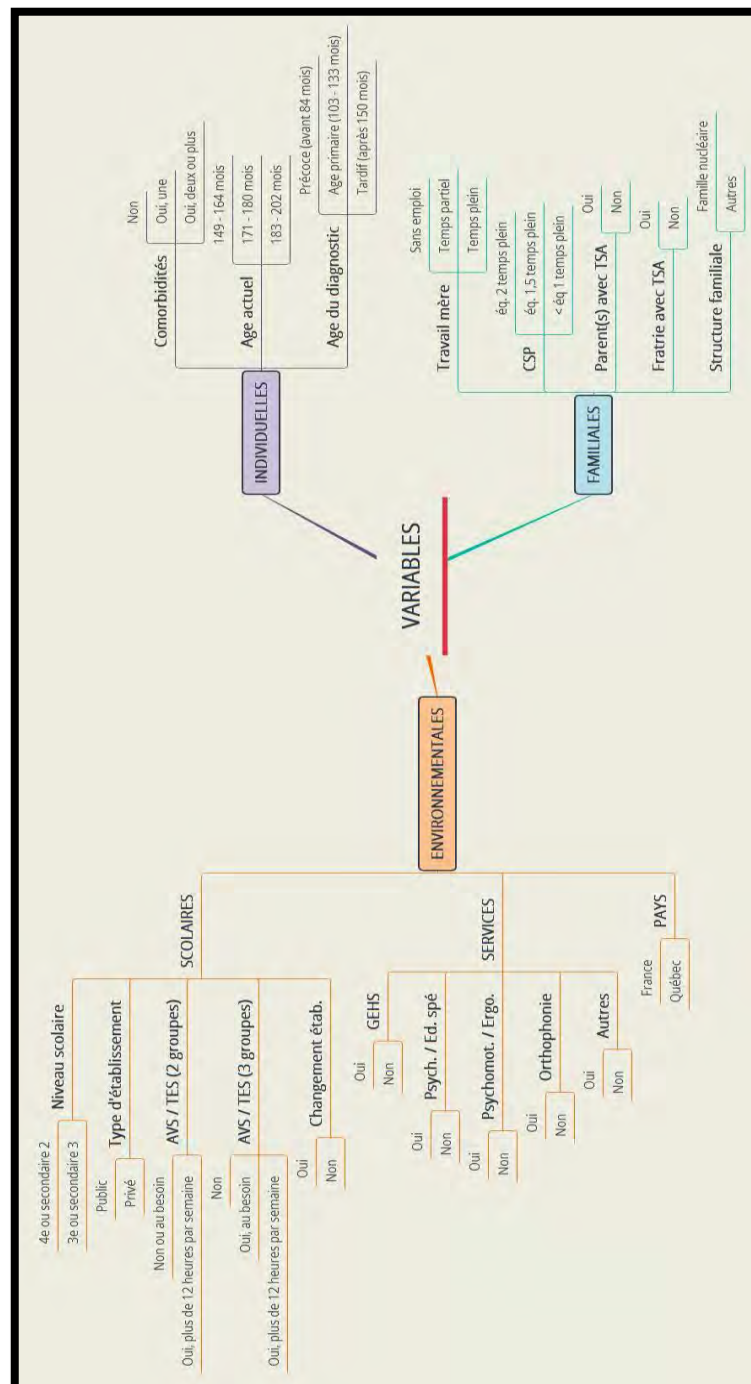 VARIABLES
INDIVIDUELLES
Comorbidités
Non
Oui, une
Oui, deux ou plus
Age actuel
149 - 164 mois
171 - 180 mois
183 - 202 mois
Age du diagnostic
Précoce (avant 84 mois)
Age primaire (103 - 133 mois)
Tardif (après 150 mois)
FAMILIALES
Travail mère
Sans emploi
Temps partiel
Temps plein
CSP
éq. 2 temps plein
éq. 1,5 temps plein
< éq 1 temps plein
Parent(s) avec TSA
Oui
Non
Fratrie avec TSA
Oui
Non
Structure familiale
Famille nucléaire
Autres
ENVIRONNEMENTALES
SCOLAIRES
Niveau scolaire
4e ou secondaire 2
3e ou secondaire 3
Type d'établissement
Public
Privé
AVS / TES (2 groupes)
Non ou au besoin
Oui, plus de 12 heures par semaine
AVS / TES (3 groupes)
Non
Oui, au besoin
Oui, plus de 12 heures par semaine
Changement étab.
Oui
Non
SERVICES
GEHS
Oui
Non
Psych. / Ed. spé
Oui
Non
Psychomot. / Ergo.
Oui
Non
Orthophonie
Oui
Non
Autres
Oui
Non
PAYS
France
Québec